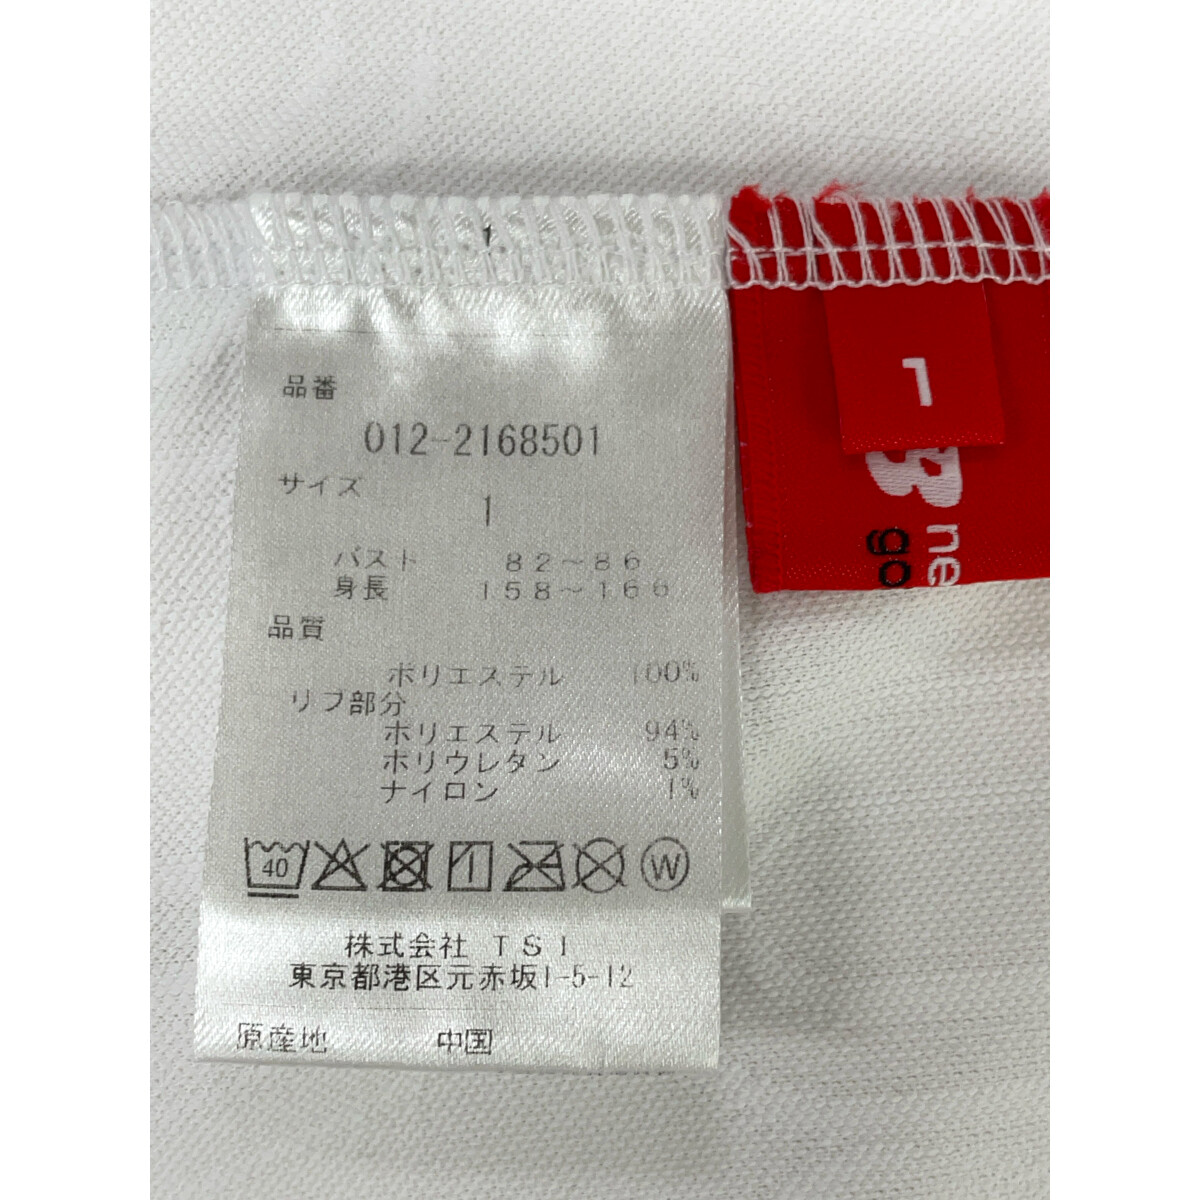 品番
012-2168501
サイズ
1
バスト 82～86
身長 158～166
品質
ポリエステル 100%
リブ部分
ポリエステル 94%
ポリウレタン 5%
ナイロン 1%
40
W
株式会社 TSI
東京都港区元赤坂1-5-12
原産地 中国
1
ne
go